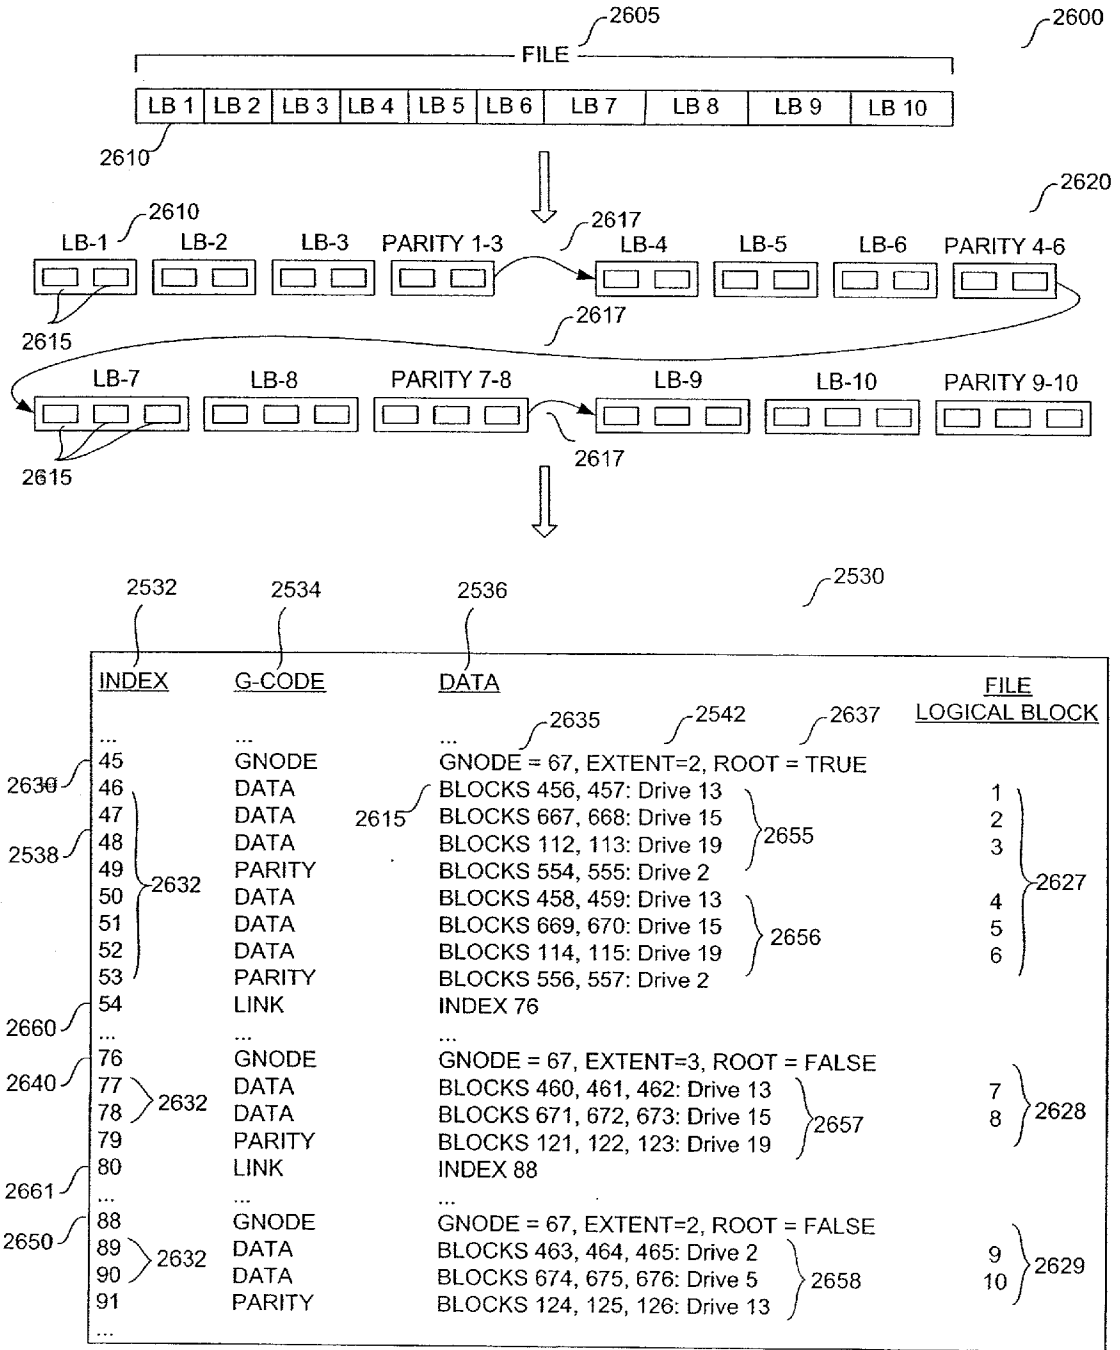 2605
2600
FILE
LB 1 LB 2 LB 3 LB 4 LB 5 LB 6 LB 7 LB 8 LB 9 LB 10
2610
2620
2610
2617
LB-1 LB-2 LB-3 PARITY 1-3 LB-4 LB-5 LB-6 PARITY 4-6
2615
2617
LB-7 LB-8 PARITY 7-8 LB-9 LB-10 PARITY 9-10
2615
2617
2532 2534 2536 2530
INDEX G-CODE DATA FILE LOGICAL BLOCK
... ... ...
2635 2542 2637
45 GNODE GNODE = 67, EXTENT=2, ROOT = TRUE
2630
46 DATA 2615 BLOCKS 456, 457: Drive 13 1
47 DATA BLOCKS 667, 668: Drive 15 2
2655
48 DATA BLOCKS 112, 113: Drive 19 3
2538
49 PARITY BLOCKS 554, 555: Drive 2
2632 2627
50 DATA BLOCKS 458, 459: Drive 13 4
51 DATA BLOCKS 669, 670: Drive 15 5
2656
52 DATA BLOCKS 114, 115: Drive 19 6
53 PARITY BLOCKS 556, 557: Drive 2
54 LINK INDEX 76
2660
... ... ...
76 GNODE GNODE = 67, EXTENT=3, ROOT = FALSE
2640
77 DATA BLOCKS 460, 461, 462: Drive 13 7
2632 2628
78 DATA BLOCKS 671, 672, 673: Drive 15 8
2657
79 PARITY BLOCKS 121, 122, 123: Drive 19
80 LINK INDEX 88
2661
... ... ...
88 GNODE GNODE = 67, EXTENT=2, ROOT = FALSE
2650
89 DATA BLOCKS 463, 464, 465: Drive 2 9
2632 2629
90 DATA BLOCKS 674, 675, 676: Drive 5 10
2658
91 PARITY BLOCKS 124, 125, 126: Drive 13
...